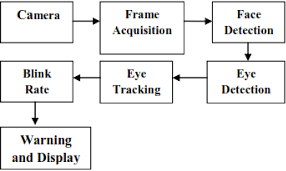 Camera
Frame
Acquisition
Face
Detection
Eye
Detection
Eye
Tracking
Blink
Rate
Warning
and Display